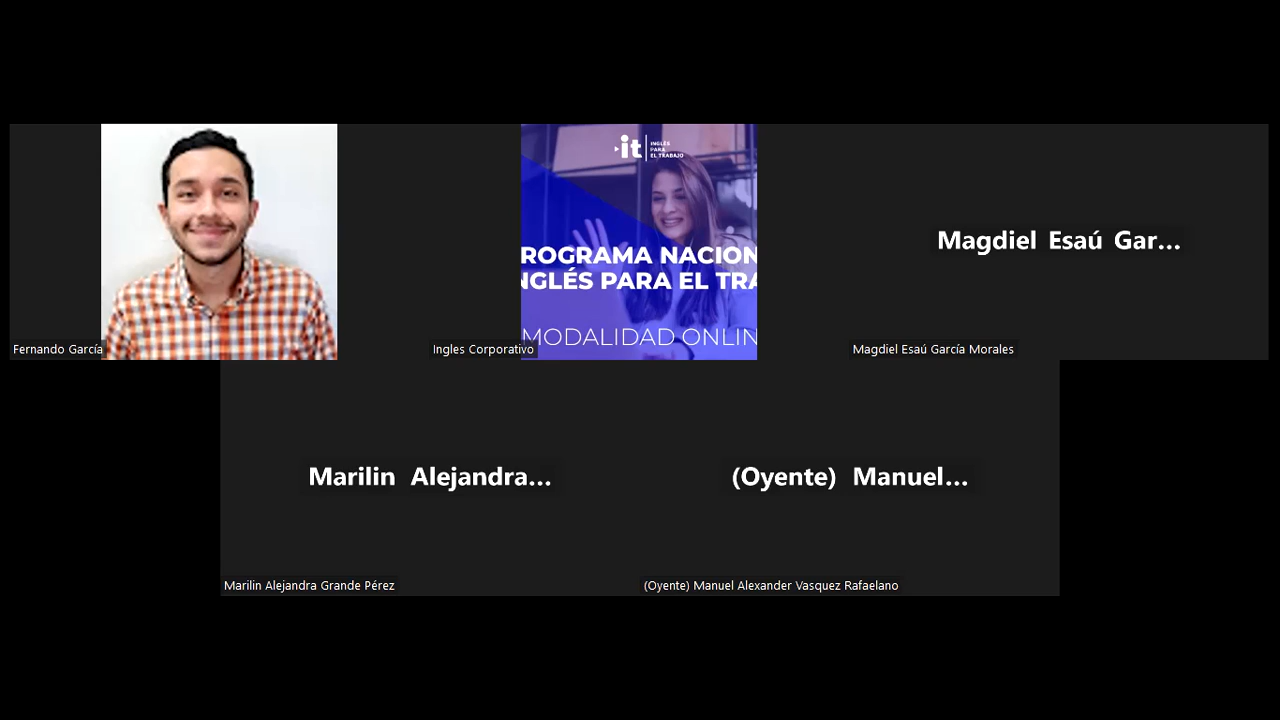 it INGLÉS
PARA
EL TRABAJO
ROGRAMA NACION
NGLÉS PARA EL TRA
MODALIDAD ONLIN
Magdiel Esaú Gar...
Fernando García
Ingles Corporativo
Magdiel Esaú García Morales
Marilin Alejandra...
(Oyente) Manuel...
Marilin Alejandra Grande Pérez
(Oyente) Manuel Alexander Vasquez Rafaelano